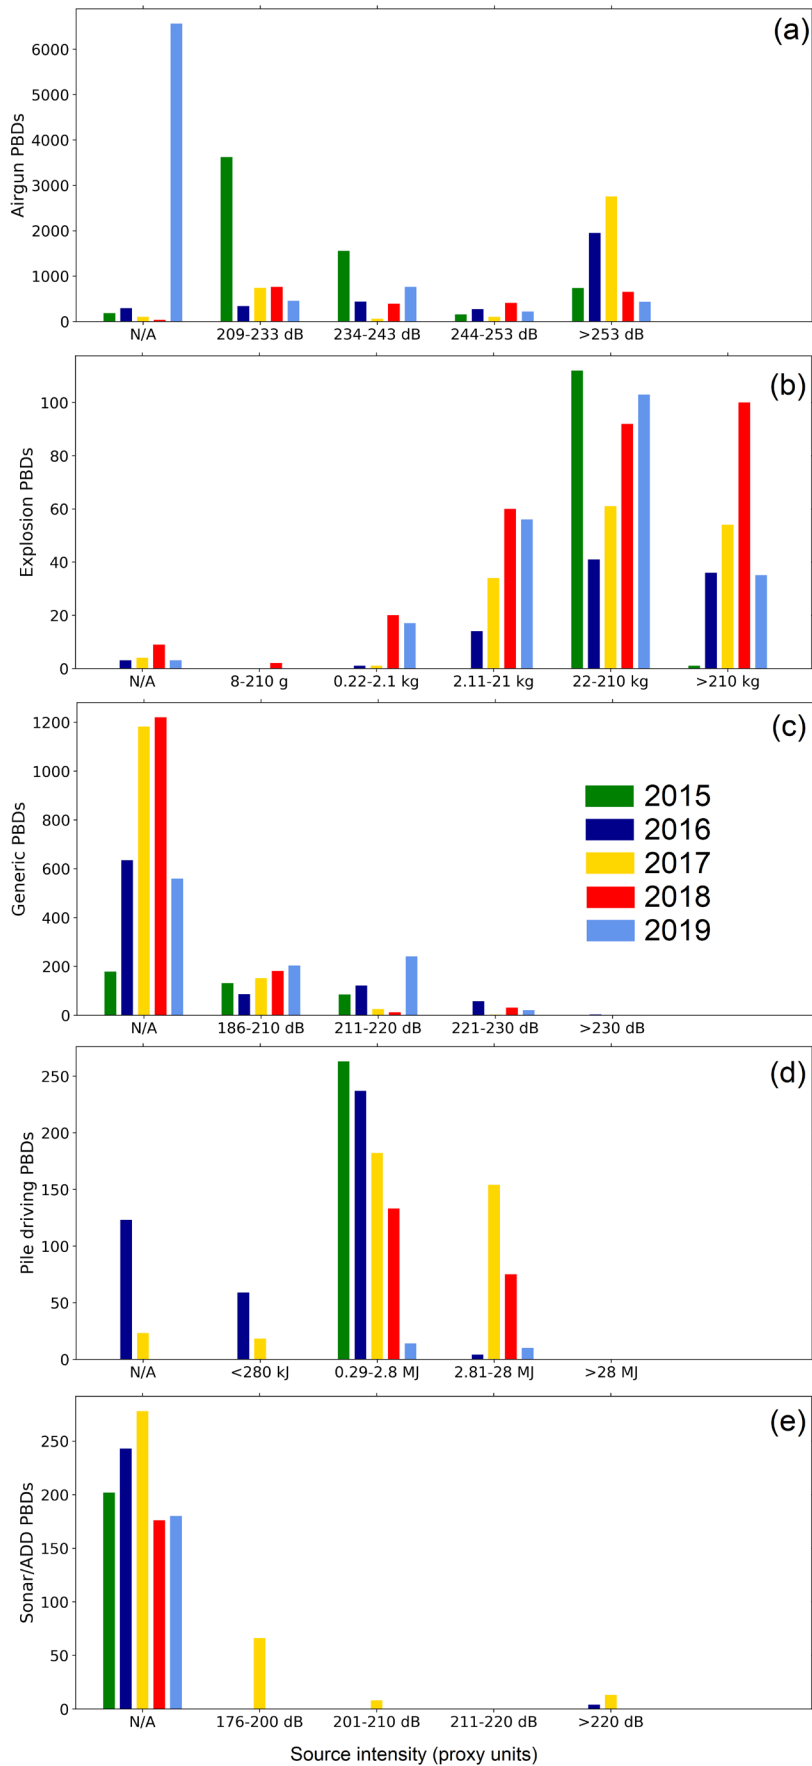 (a)
Airgun PBDs
6000
5000
4000
3000
2000
1000
0
N/A 209-233 dB 234-243 dB 244-253 dB >253 dB
(b)
Explosion PBDs
100
80
60
40
20
0
N/A 8-210 g 0.22-2.1 kg 2.11-21 kg 22-210 kg >210 kg
(c)
Generic PBDs
1200
1000
800
600
400
200
0
2015
2016
2017
2018
2019
N/A 186-210 dB 211-220 dB 221-230 dB >230 dB
(d)
Pile driving PBDs
250
200
150
100
50
0
N/A <280 kJ 0.29-2.8 MJ 2.81-28 MJ >28 MJ
(e)
Sonar/ADD PBDs
250
200
150
100
50
0
N/A 176-200 dB 201-210 dB 211-220 dB >220 dB
Source intensity (proxy units)